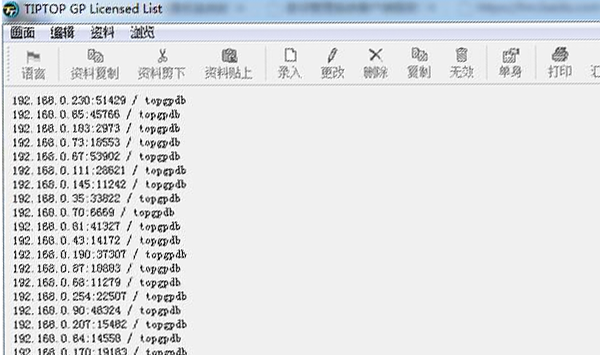 TIPTOP GP Licensed List
画面 编辑 资料 浏览
语言 资料复制 资料剪下 资料贴上 录入 更改 删除 复制 无效 单身 打印
192.168.0.230:51429 / topgpdb
192.168.0.65:45766 / topgpdb
192.168.0.183:2973 / topgpdb
192.168.0.73:18553 / topgpdb
192.168.0.67:53902 / topgpdb
192.168.0.111:28621 / topgpdb
192.168.0.145:11242 / topgpdb
192.168.0.35:33822 / topgpdb
192.168.0.70:6669 / topgpdb
192.168.0.81:41327 / topgpdb
192.168.0.43:14172 / topgpdb
192.168.0.190:37307 / topgpdb
192.168.0.87:18883 / topgpdb
192.168.0.68:11279 / topgpdb
192.168.0.254:22507 / topgpdb
192.168.0.90:48324 / topgpdb
192.168.0.207:15482 / topgpdb
192.168.0.64:14558 / topgpdb
192.168.0.170:19183 / topgpdb